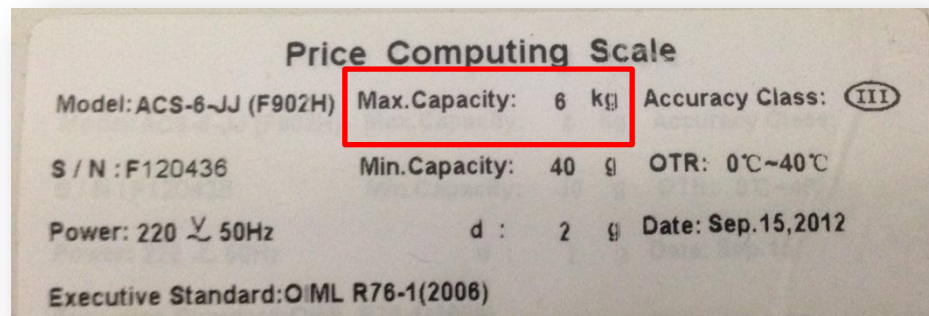 Price Computing Scale
Model: ACS-6-JJ (F902H) Max.Capacity: 6 kg Accuracy Class: III
S / N : F120436 Min.Capacity: 40 g OTR: 0℃~40℃
Power: 220 V 50Hz d : 2 g Date: Sep.15,2012
Executive Standard:OIML R76-1(2006)